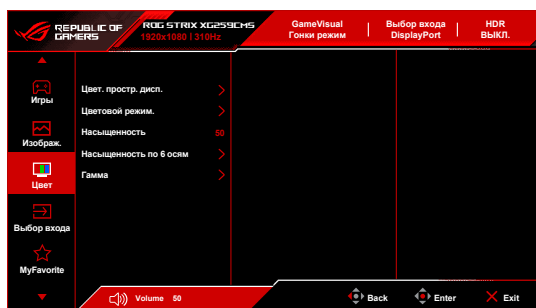 REPUBLIC OF
GAMERS
ROG STRIX XG259CMS
1920x1080 | 310Hz
GameVisual
Гонки режим
Выбор входа
DisplayPort
HDR
ВЫКЛ.
Игры
Изображ.
Цвет
Выбор входа
MyFavorite
Цвет. простр. дисп.
Цветовой режим.
Насыщенность 50
Насыщенность по 6 осям
Гамма
Volume 50
Back
Enter
Exit